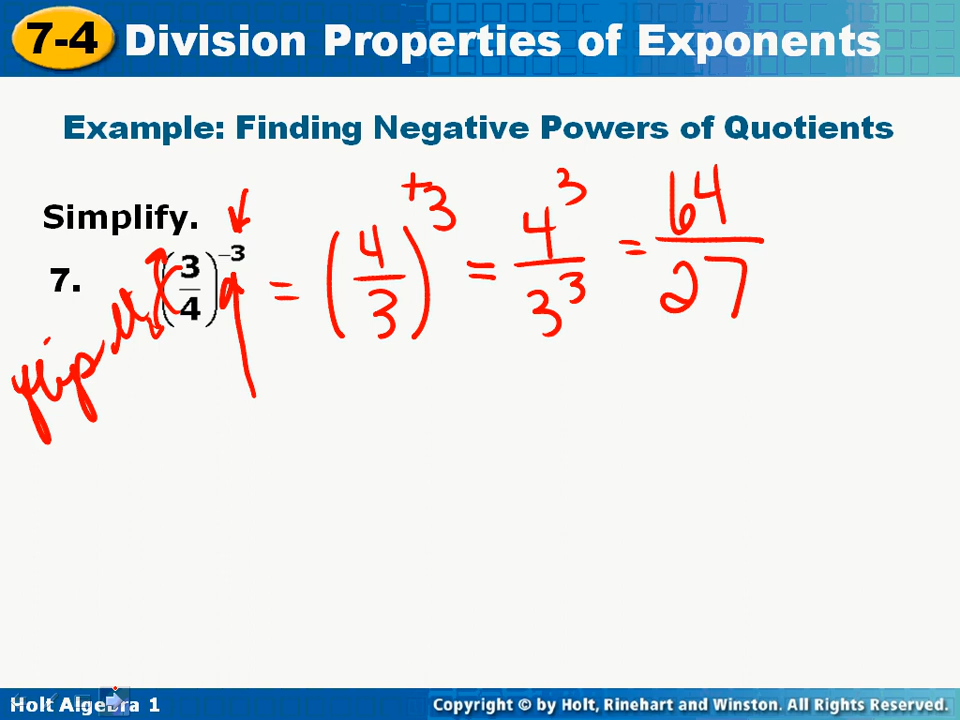 7-4 Division Properties of Exponents
Example: Finding Negative Powers of Quotients
Simplify.
7. (3/4)^−3 = (4/3)^+3 = 4^3/3^3 = 64/27
flip
Holt Algebra 1
Copyright © by Holt, Rinehart and Winston. All Rights Reserved.